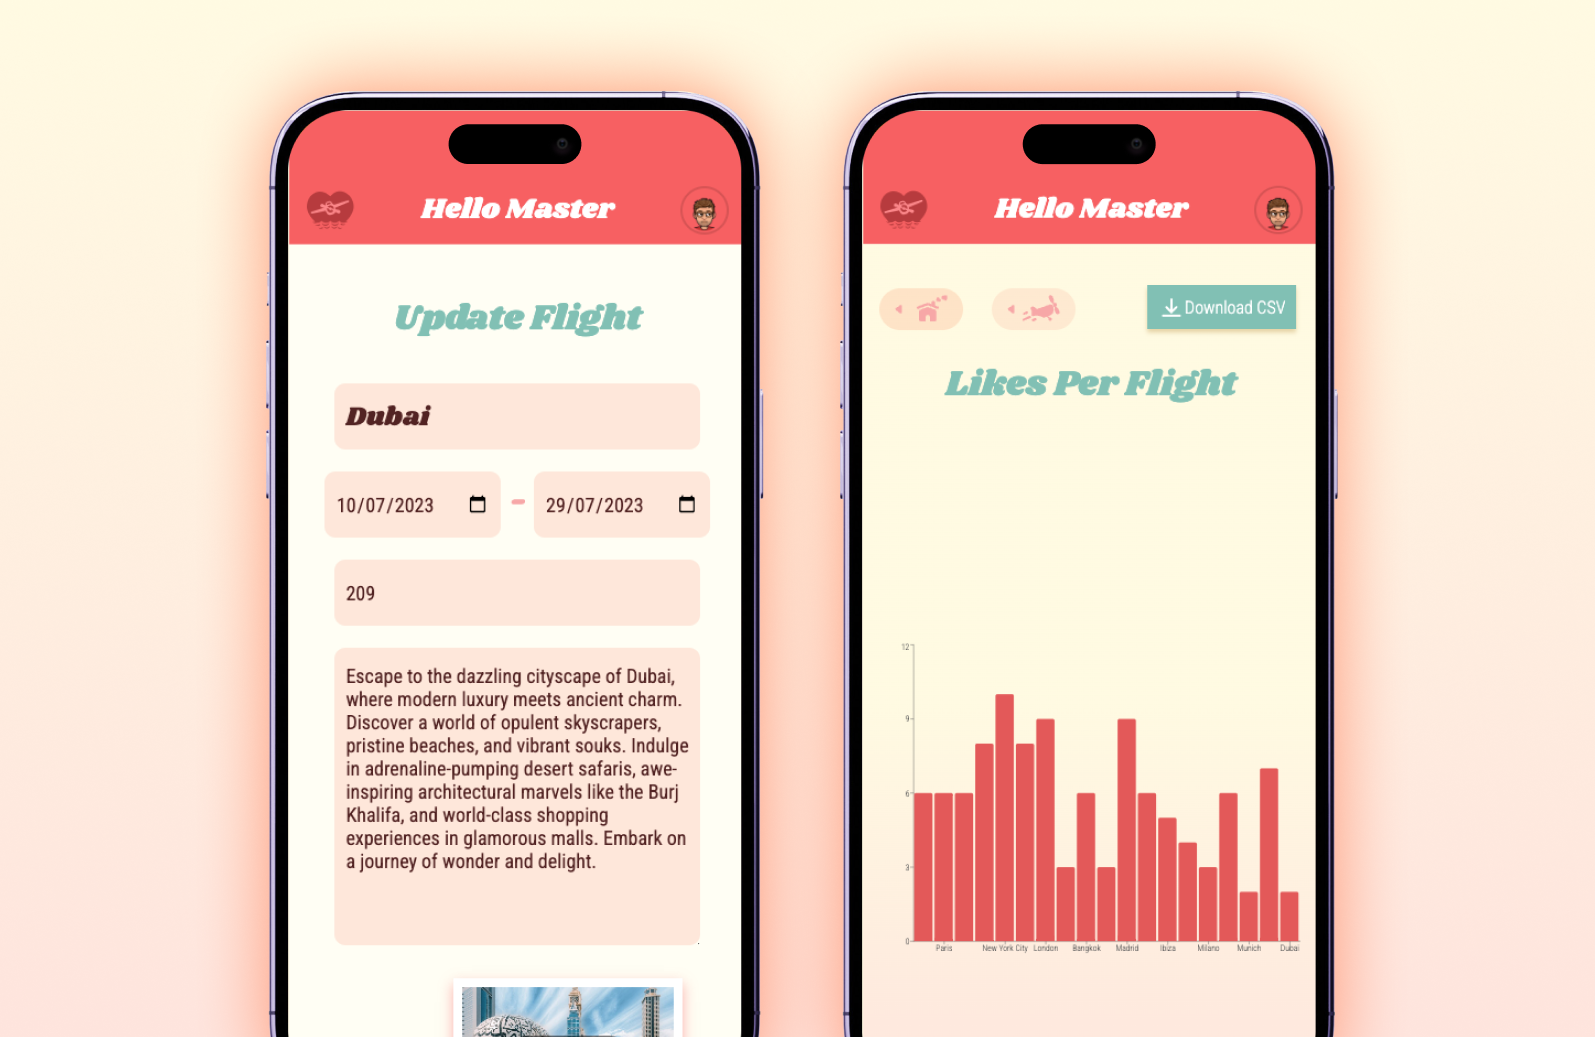 Hello Master
Update Flight
Dubai
10/07/2023 - 29/07/2023
209
Escape to the dazzling cityscape of Dubai,
where modern luxury meets ancient charm.
Discover a world of opulent skyscrapers,
pristine beaches, and vibrant souks. Indulge
in adrenaline-pumping desert safaris, awe-
inspiring architectural marvels like the Burj
Khalifa, and world-class shopping
experiences in glamorous malls. Embark on
a journey of wonder and delight.
Hello Master
Download CSV
Likes Per Flight
12
9
6
3
0
Paris New York City London Bangkok Madrid Ibiza Milano Munich Dubai